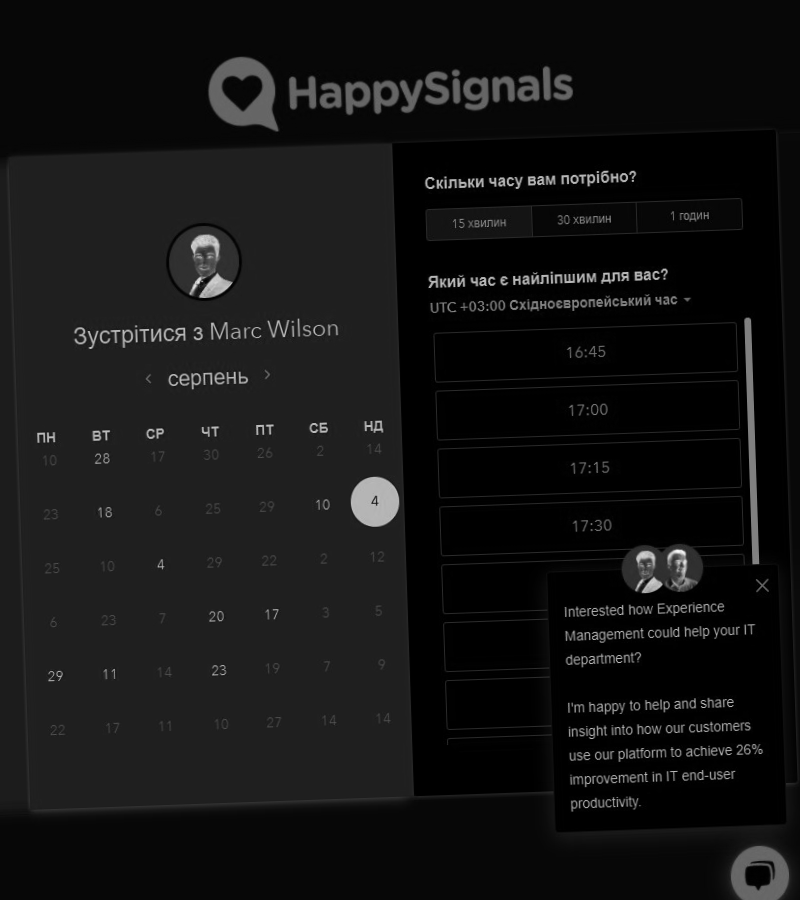 HappySignals
Зустрітися з Marc Wilson
серпень
ПН ВТ СР ЧТ ПТ СБ НД
10 28 17 30 26 2 14
23 18 6 25 29 10 4
25 10 4 29 22 2 12
6 23 7 20 17 3 5
29 11 14 23 19 7 9
22 17 11 10 27 14 14
Скільки часу вам потрібно?
15 хвилин 30 хвилин 1 годин
Який час є найліпшим для вас?
UTC +03:00 Східноєвропейський час
16:45
17:00
17:15
17:30
Interested how Experience
Management could help your IT
department?
I'm happy to help and share
insight into how our customers
use our platform to achieve 26%
improvement in IT end-user
productivity.